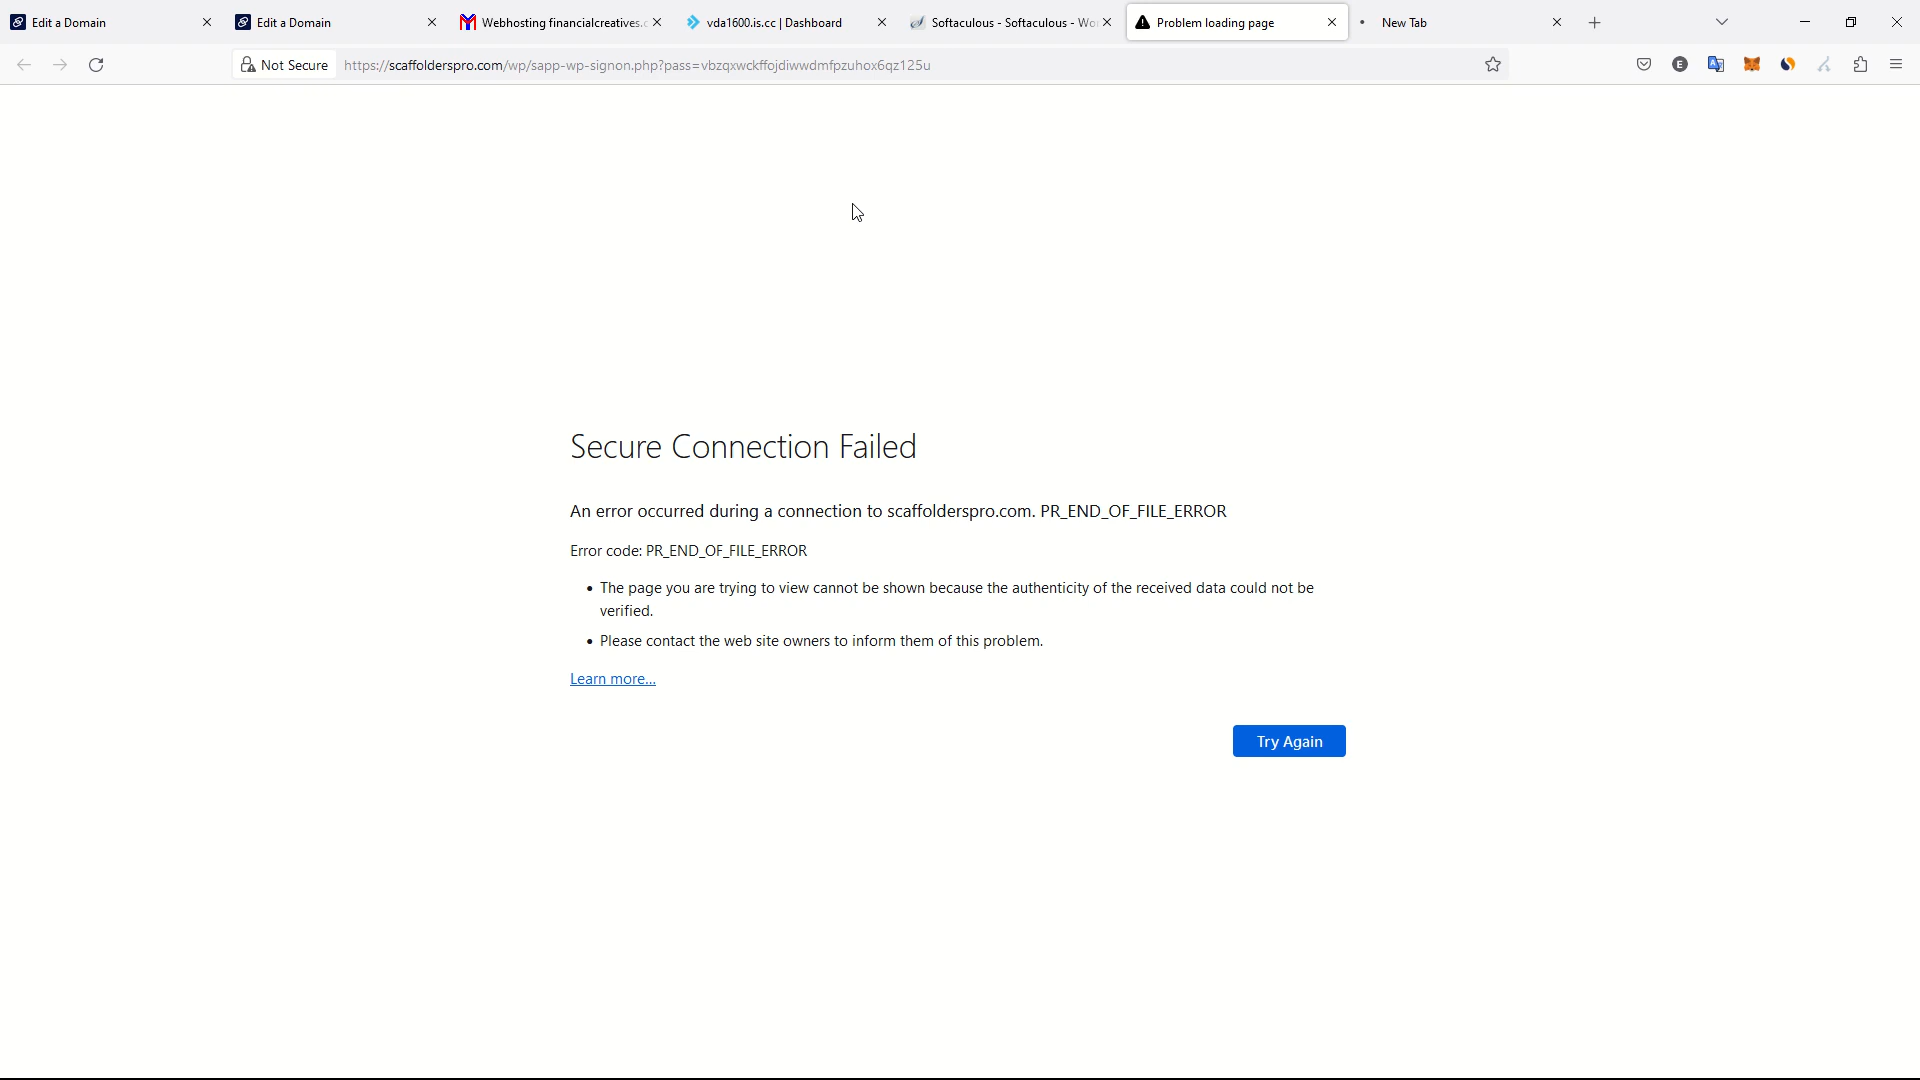 Edit a Domain
Edit a Domain
Webhosting financialcreatives.c
vda1600.is.cc | Dashboard
Softaculous - Softaculous - Wor
Problem loading page
New Tab
Not Secure
https://scaffolderspro.com/wp/sapp-wp-signon.php?pass=vbzqxwckffojdiwwdmfpzuhox6qz125u
E
Secure Connection Failed
An error occurred during a connection to scaffolderspro.com. PR_END_OF_FILE_ERROR
Error code: PR_END_OF_FILE_ERROR
• The page you are trying to view cannot be shown because the authenticity of the received data could not be
verified.
• Please contact the web site owners to inform them of this problem.
Learn more...
Try Again